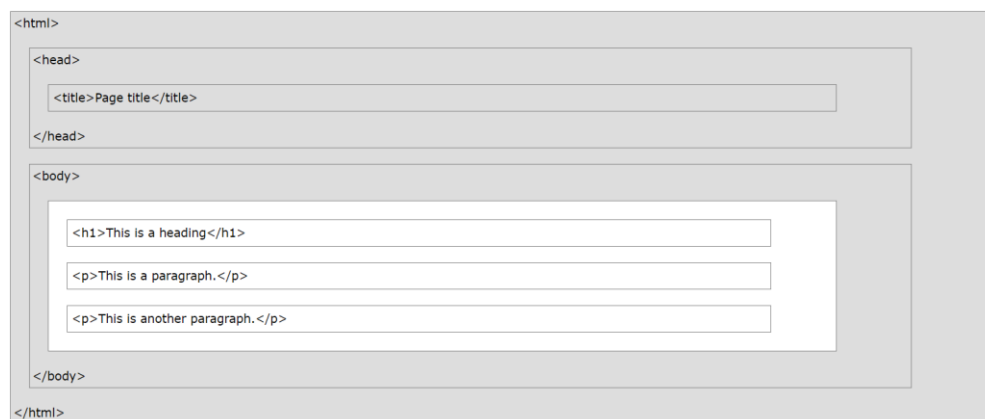 <html>
<head>
<title>Page title</title>
</head>
<body>
<h1>This is a heading</h1>
<p>This is a paragraph.</p>
<p>This is another paragraph.</p>
</body>
</html>